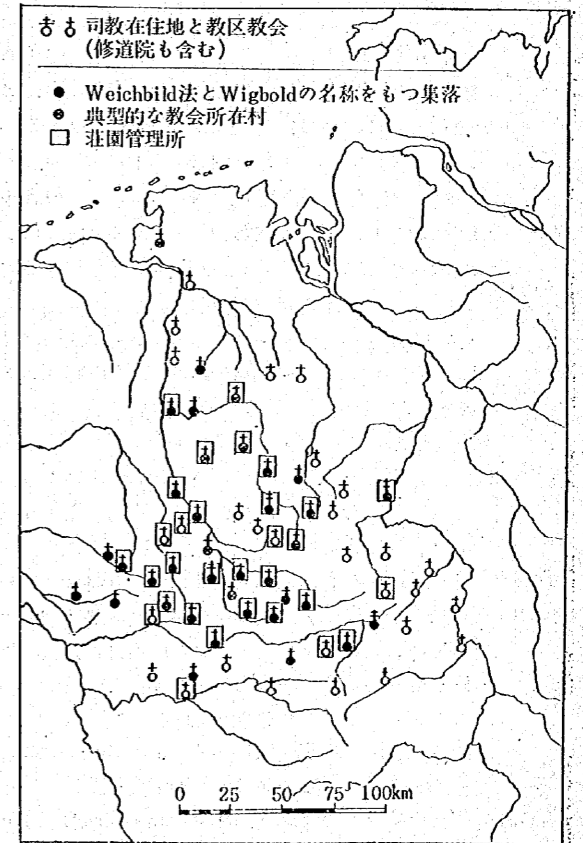 司教在住地と教区教会
(修道院も含む)
Weichbild法とWigboldの名称をもつ集落
典型的な教会所在村
荘園管理所
0 25 50 75 100km